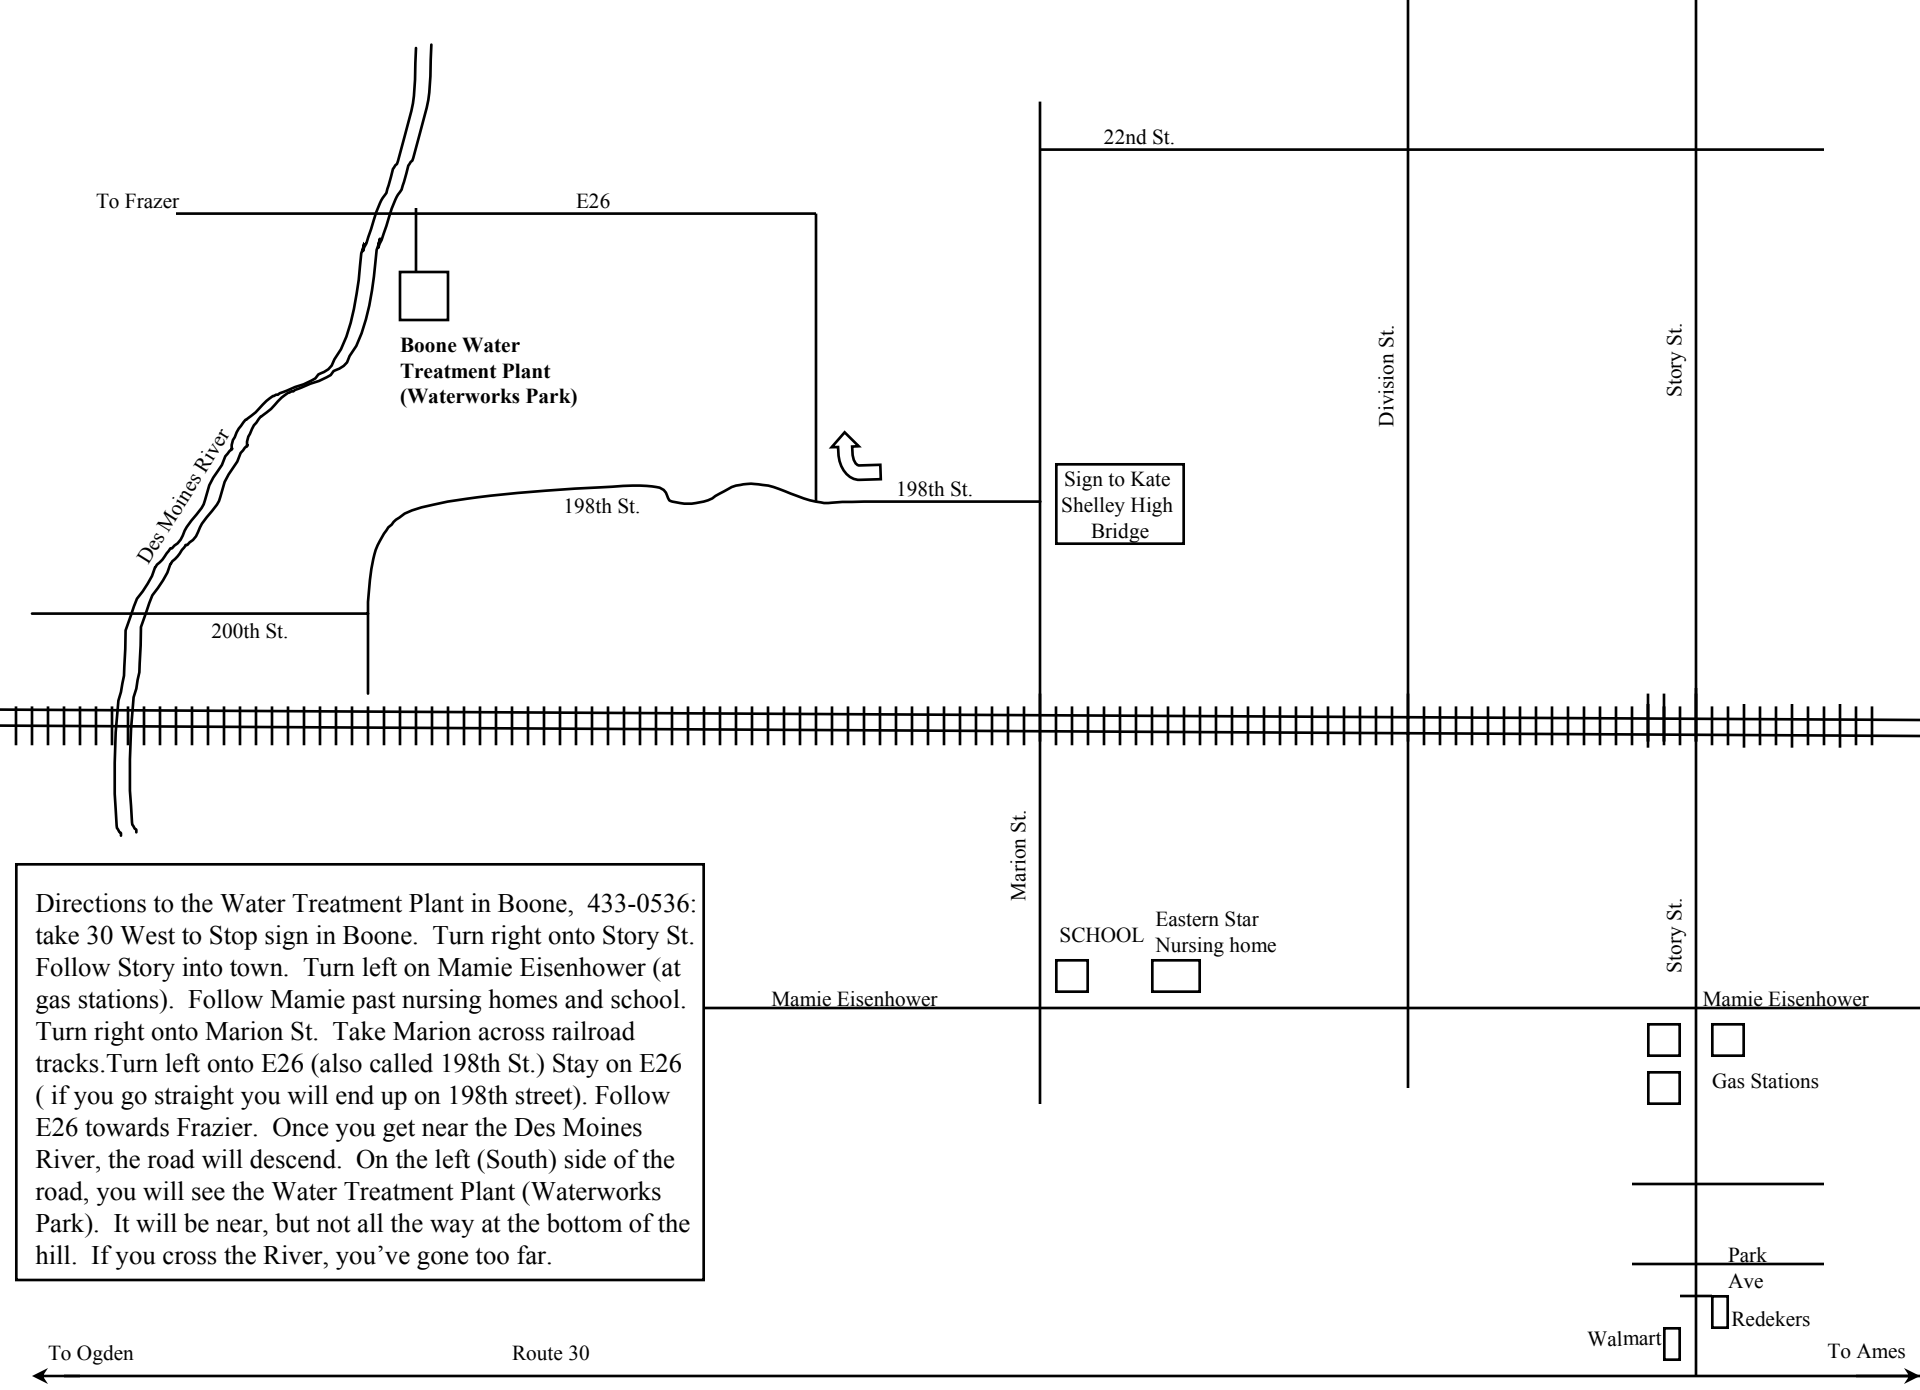 22nd St.
To Frazer
E26
Boone Water
Treatment Plant
(Waterworks Park)
Division St.
Story St.
Des Moines River
198th St.
198th St.
Sign to Kate
Shelley High
Bridge
200th St.
Marion St.
SCHOOL
Eastern Star
Nursing home
Story St.
Mamie Eisenhower
Mamie Eisenhower
Gas Stations
Directions to the Water Treatment Plant in Boone,  433-0536:
take 30 West to Stop sign in Boone.  Turn right onto Story St.
Follow Story into town.  Turn left on Mamie Eisenhower (at
gas stations).  Follow Mamie past nursing homes and school.
Turn right onto Marion St.  Take Marion across railroad
tracks.Turn left onto E26 (also called 198th St.) Stay on E26
( if you go straight you will end up on 198th street). Follow
E26 towards Frazier.  Once you get near the Des Moines
River, the road will descend.  On the left (South) side of the
road, you will see the Water Treatment Plant (Waterworks
Park).  It will be near, but not all the way at the bottom of the
hill.  If you cross the River, you’ve gone too far.
Park
Ave
Redekers
Walmart
To Ogden
Route 30
To Ames